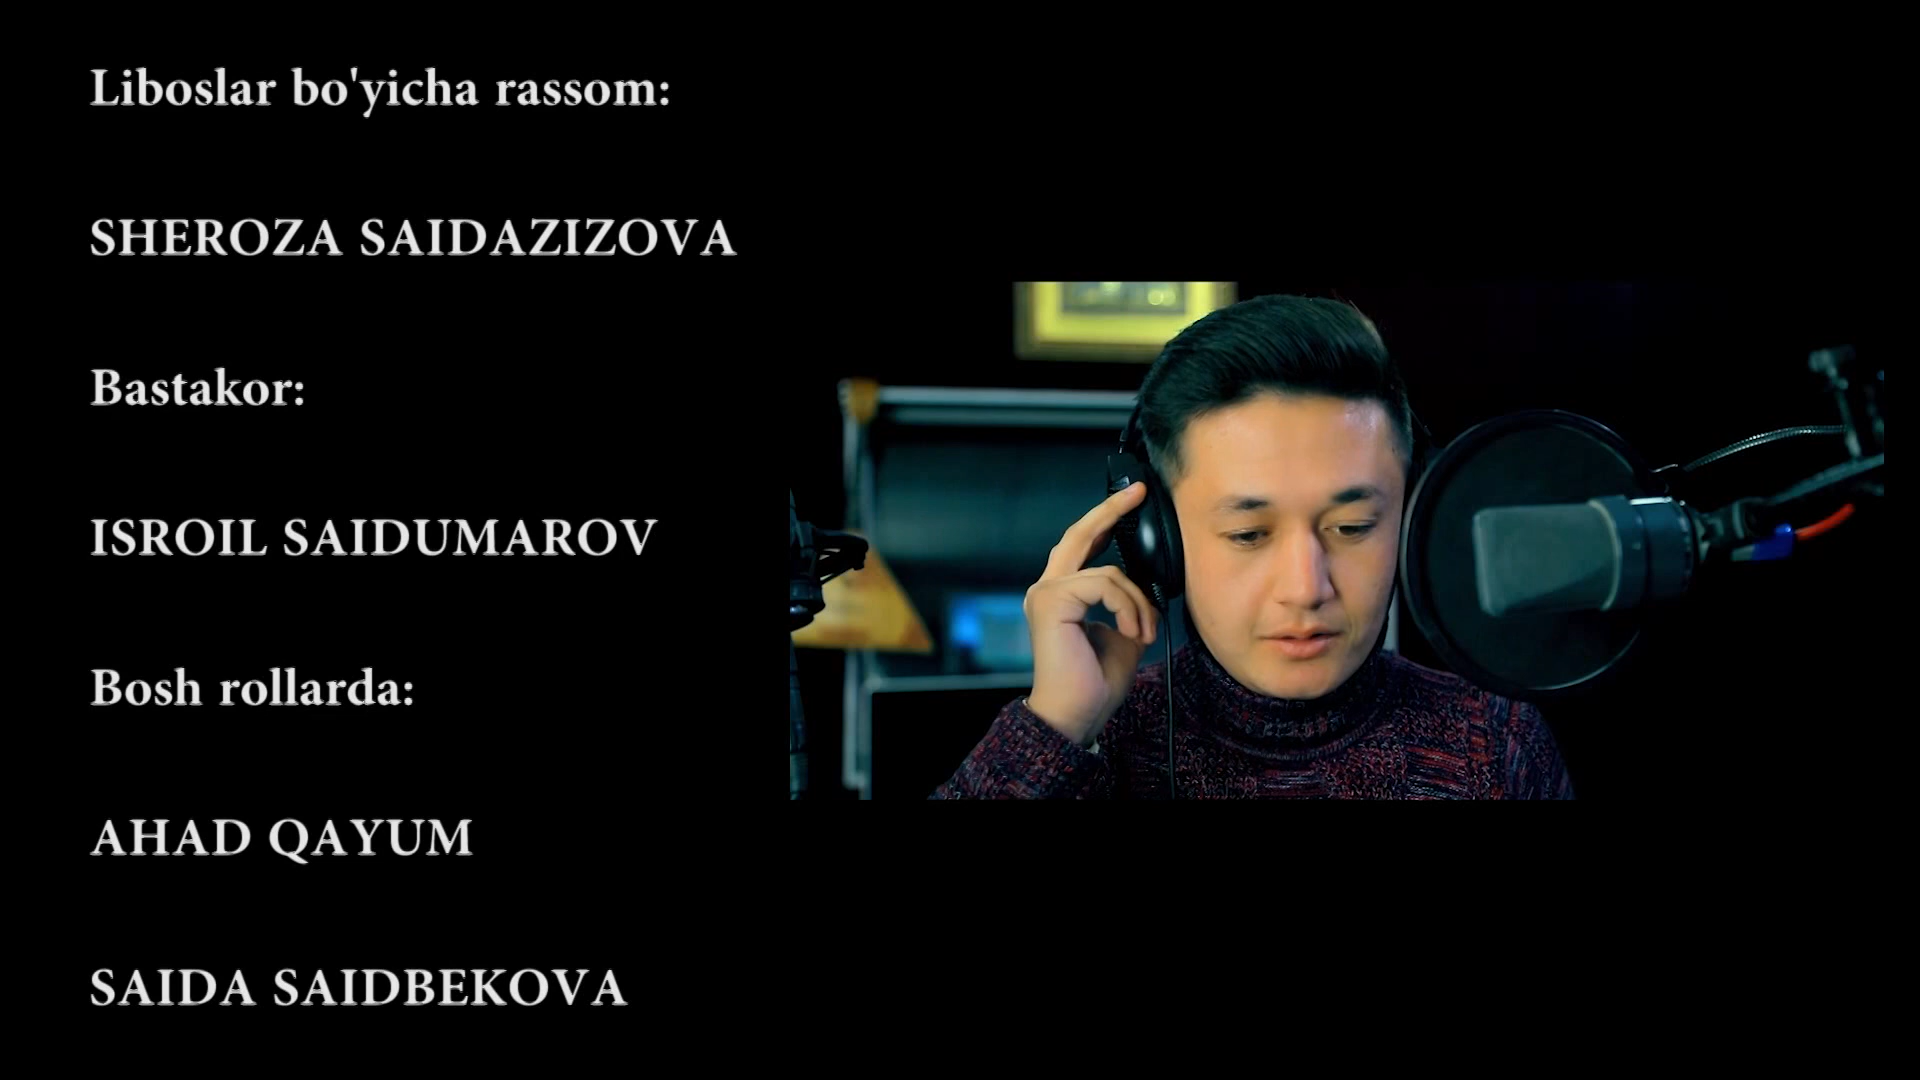 Liboslar bo'yicha rassom:
SHEROZA SAIDAZIZOVA
Bastakor:
ISROIL SAIDUMAROV
Bosh rollarda:
AHAD QAYUM
SAIDA SAIDBEKOVA